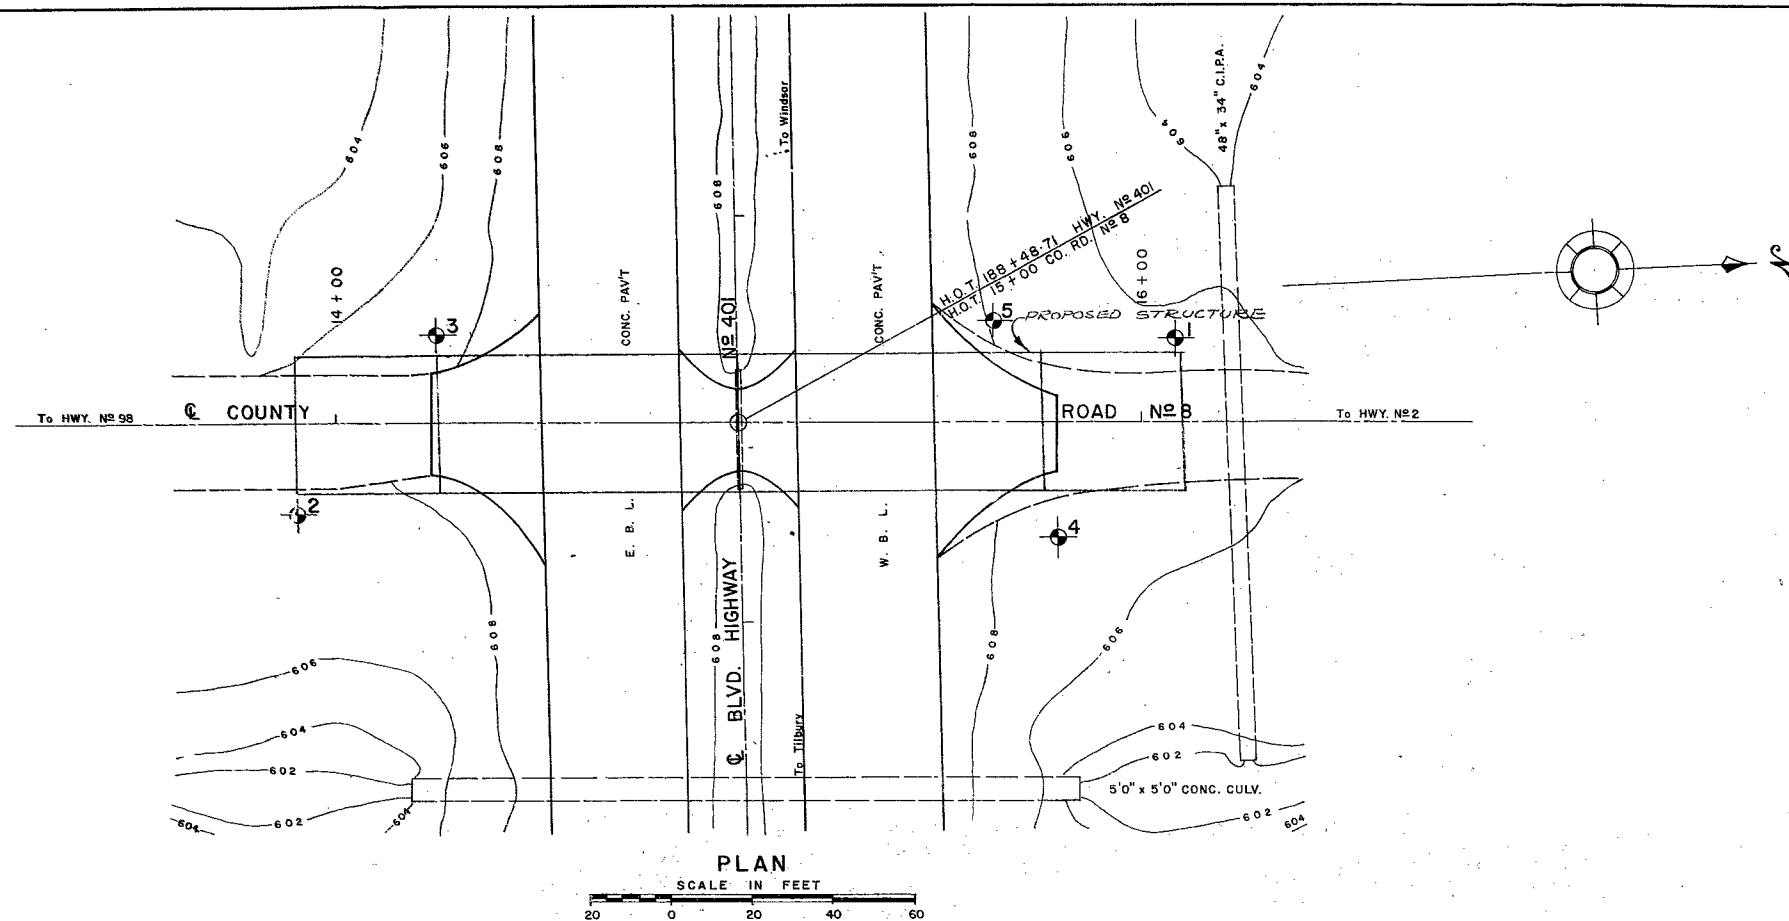 604
606
608
608
To Windsor
608
606
604
604
48" x 34" C.I.P.A.
N
14 + 00
CONC. PAV'T
CONC. PAV'T
H.O.T. 188 + 48.71 HWY. Nº 401
H.O.T. 15 + 00 CO. RD. Nº 8
16 + 00
3
Nº 401
5
PROPOSED STRUCTURE
1
To HWY. Nº 98
℄ COUNTY
ROAD Nº 8
To HWY. Nº 2
2
E. B. L.
W. B. L.
4
608
608
℄ BLVD. HIGHWAY
608
606
606
604
602
To Tilbury
604
602
5'0" x 5'0" CONC. CULV.
604
602
604
602
604
PLAN
SCALE IN FEET
20 0 20 40 60